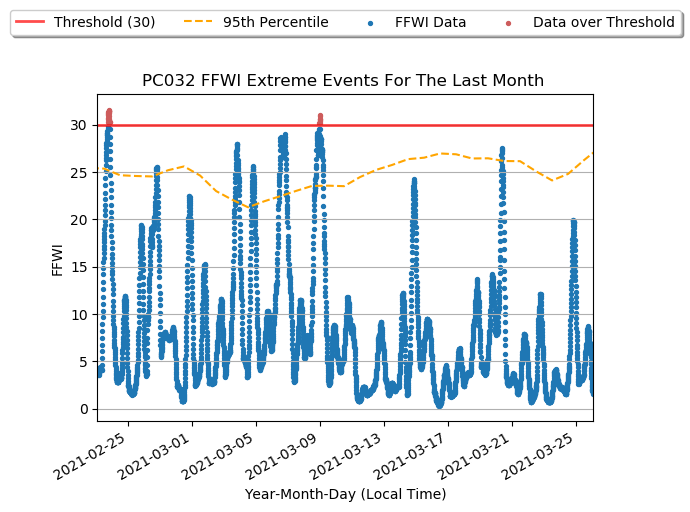 Threshold (30) 95th Percentile FFWI Data Data over Threshold
PC032 FFWI Extreme Events For The Last Month
30
25
20
15
10
5
0
FFWI
2021-02-25 2021-03-01 2021-03-05 2021-03-09 2021-03-13 2021-03-17 2021-03-21 2021-03-25
Year-Month-Day (Local Time)